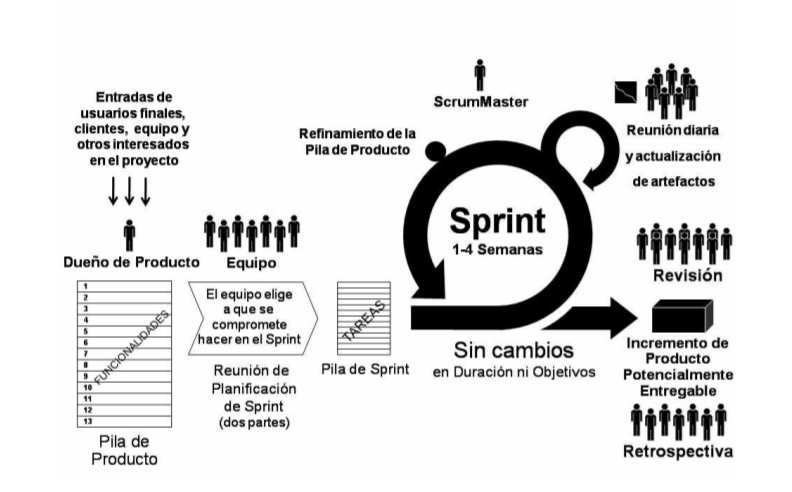 Entradas de
usuarios finales,
clientes, equipo y
otros interesados
en el proyecto
Dueño de Producto
1
2
3
4
5
6
7
8
9
10
11
12
13
FUNCIONALIDADES
Pila de
Producto
Equipo
El equipo elige
a que se
compromete
hacer en el Sprint
Reunión de
Planificación
de Sprint
(dos partes)
TAREAS
Pila de Sprint
ScrumMaster
Refinamiento de la
Pila de Producto
Sprint
1-4 Semanas
Sin cambios
en Duración ni Objetivos
Reunión diaria
y actualización
de artefactos
Revisión
Incremento de
Producto
Potencialmente
Entregable
Retrospectiva